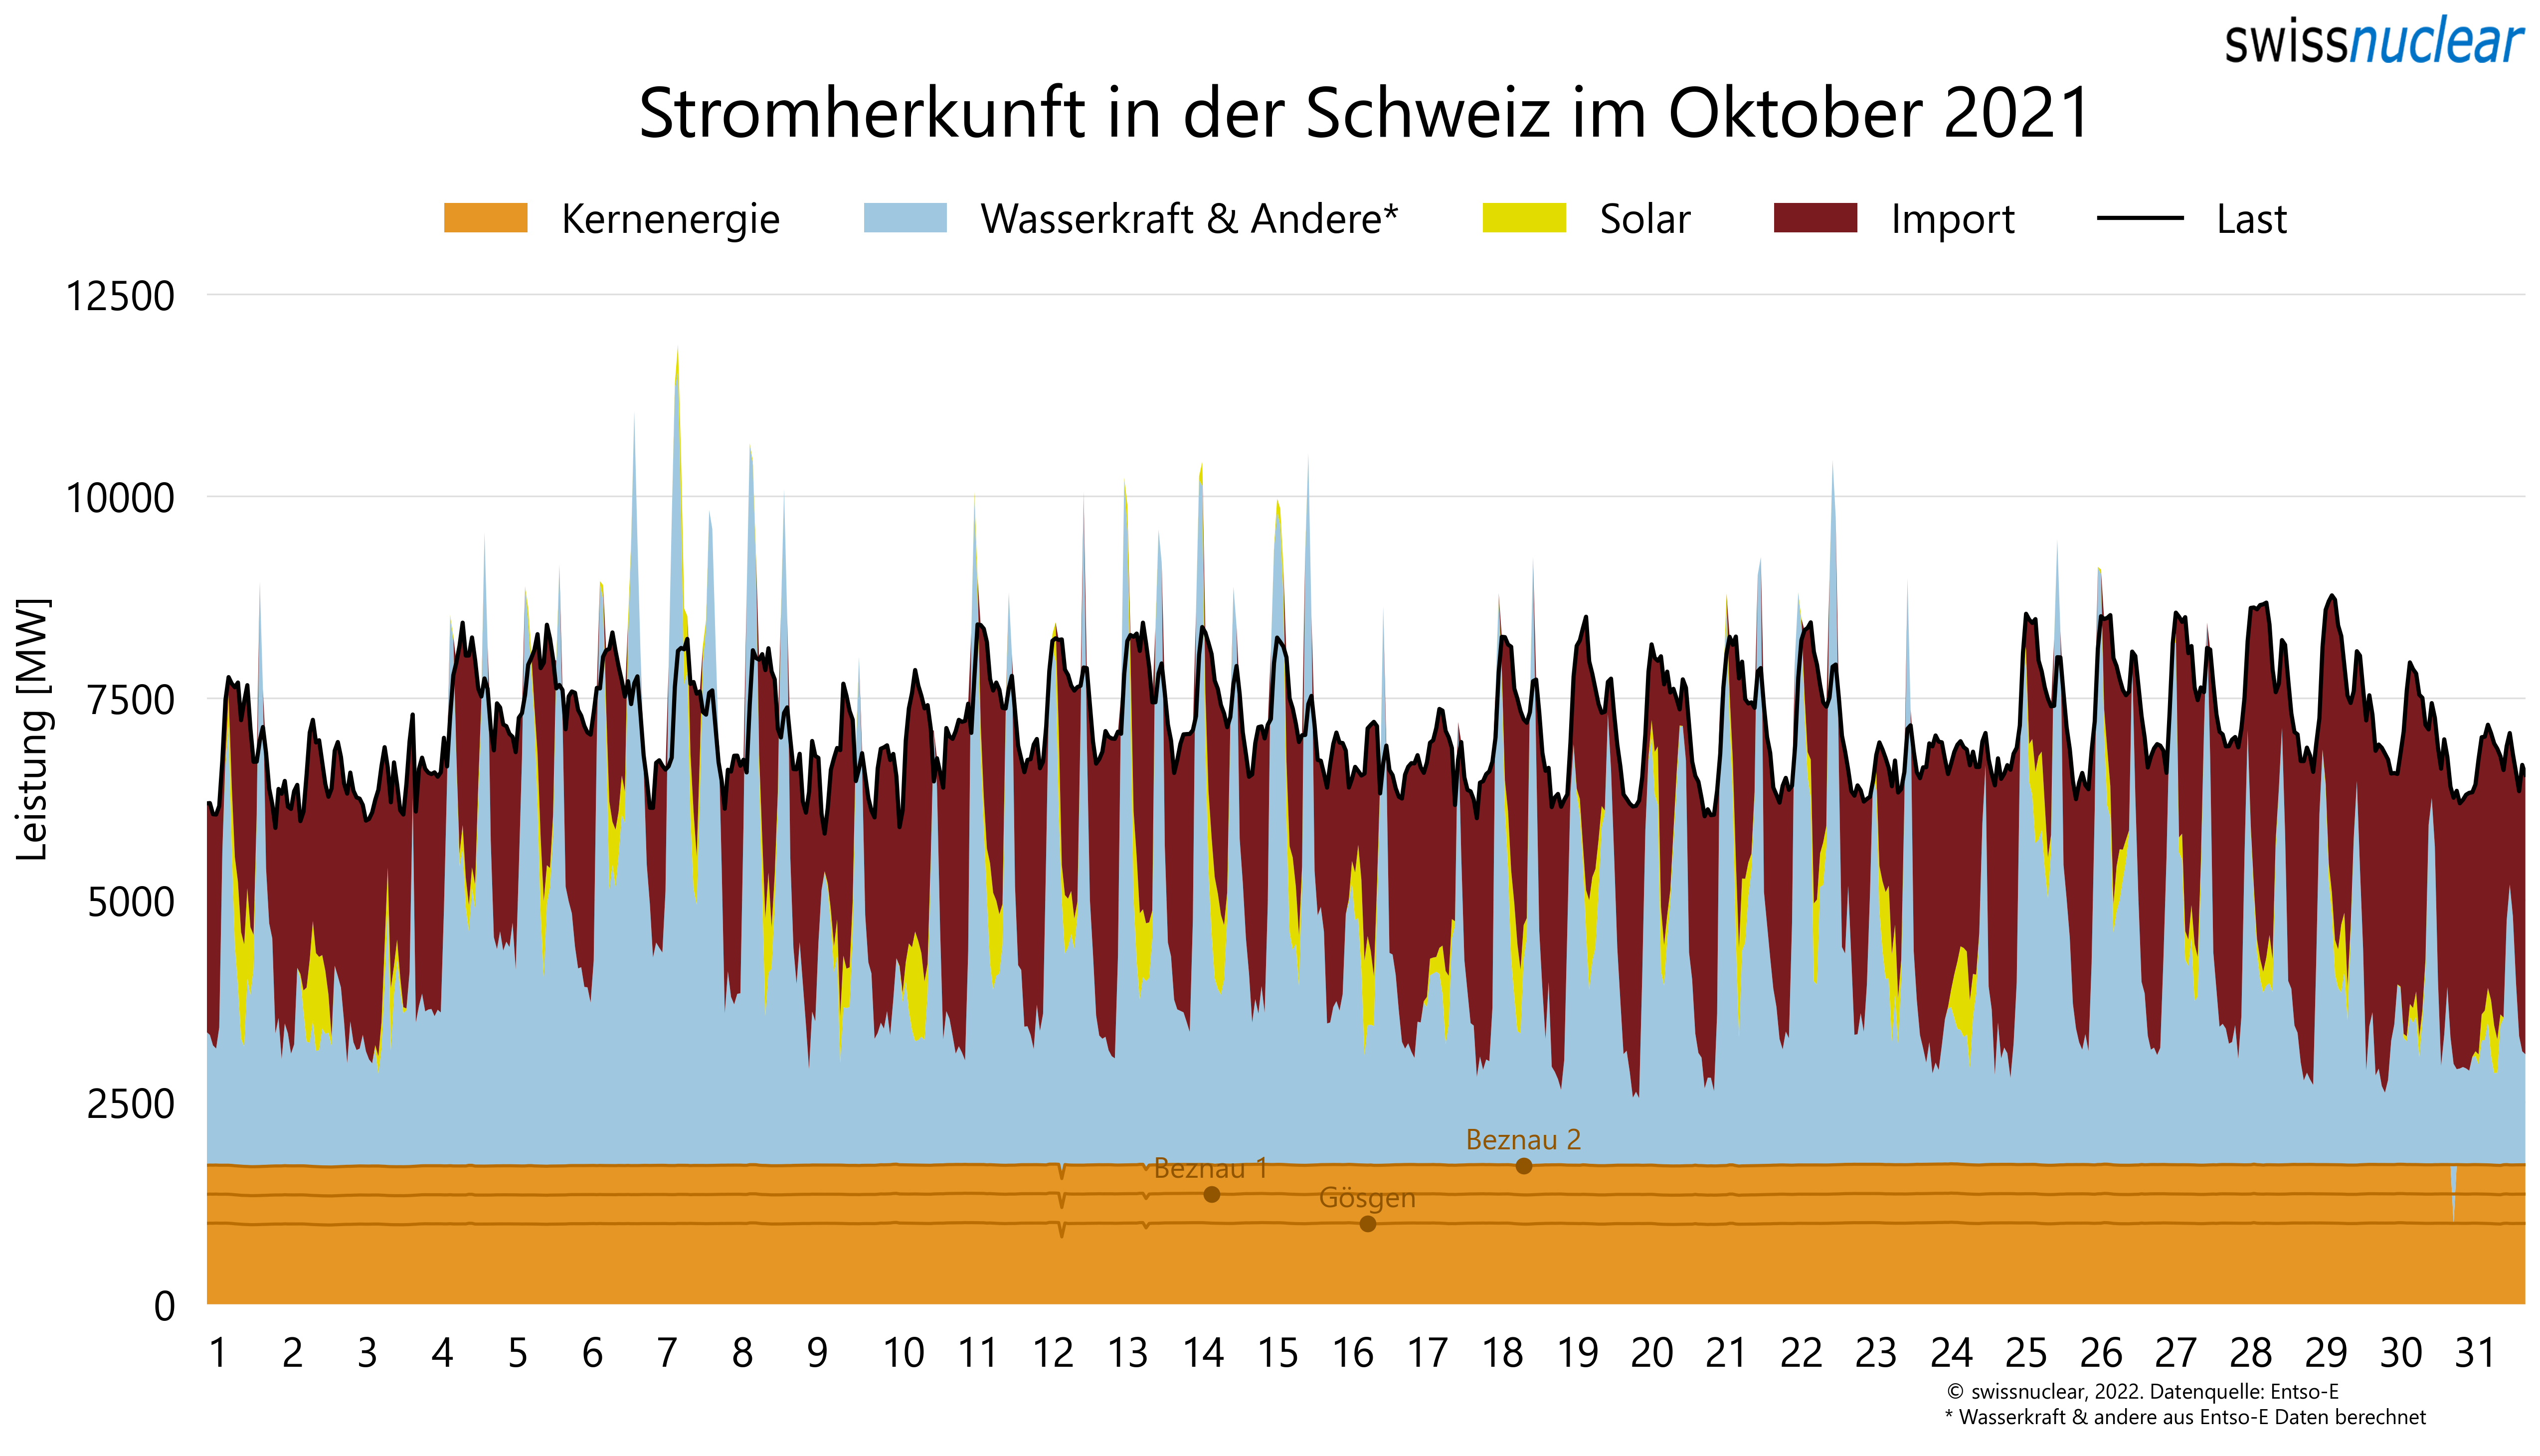 swissnuclear
Stromherkunft in der Schweiz im Oktober 2021
Kernenergie Wasserkraft & Andere* Solar Import Last
Leistung [MW]
12500
10000
7500
5000
2500
0
Beznau 2
Beznau 1
Gösgen
1 2 3 4 5 6 7 8 9 10 11 12 13 14 15 16 17 18 19 20 21 22 23 24 25 26 27 28 29 30 31
© swissnuclear, 2022. Datenquelle: Entso-E
* Wasserkraft & andere aus Entso-E Daten berechnet